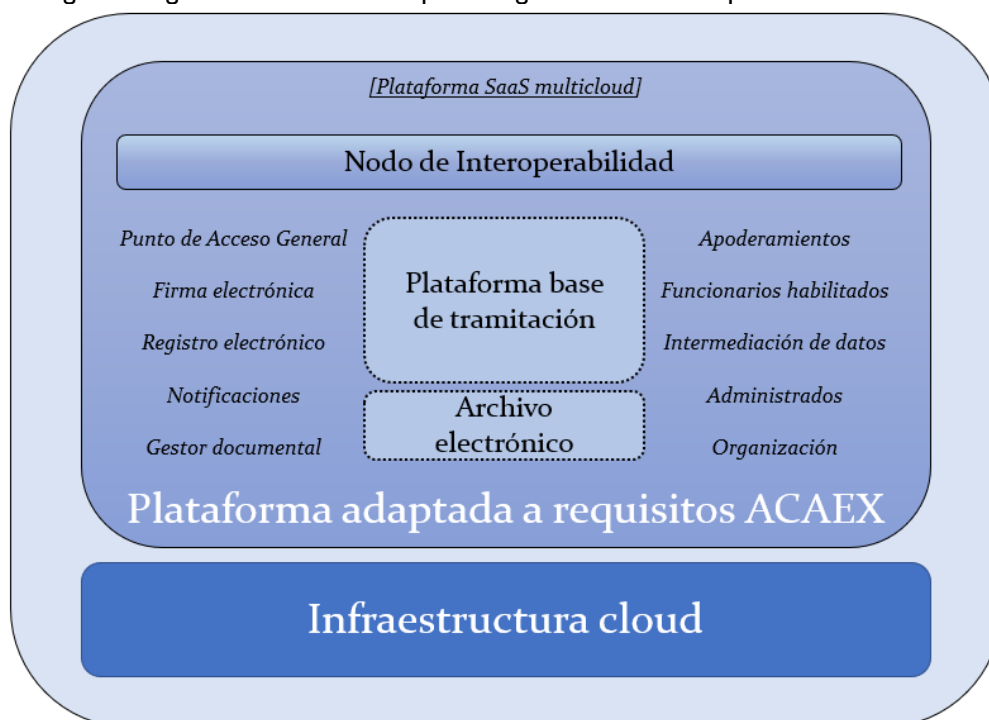 [Plataforma SaaS multicloud]
Nodo de Interoperabilidad
Punto de Acceso General
Firma electrónica
Registro electrónico
Notificaciones
Gestor documental
Plataforma base
de tramitación
Archivo
electrónico
Apoderamientos
Funcionarios habilitados
Intermediación de datos
Administrados
Organización
Plataforma adaptada a requisitos ACAEX
Infraestructura cloud